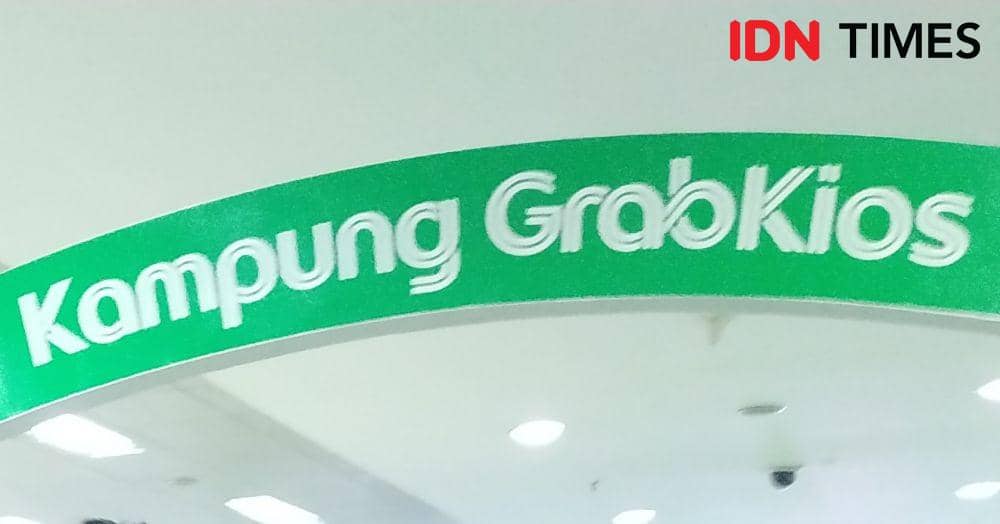 IDN TIMES
Kampung GrabKios